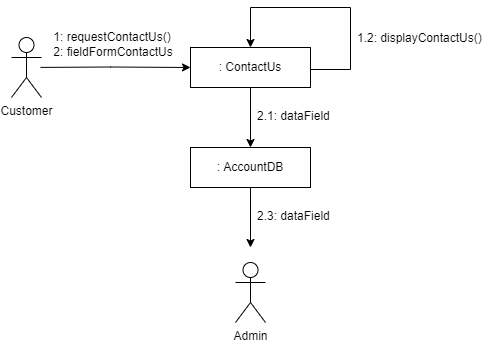 1: requestContactUs()
2: fieldFormContactUs
1.2: displayContactUs()
: ContactUs
Customer
2.1: dataField
: AccountDB
2.3: dataField
Admin